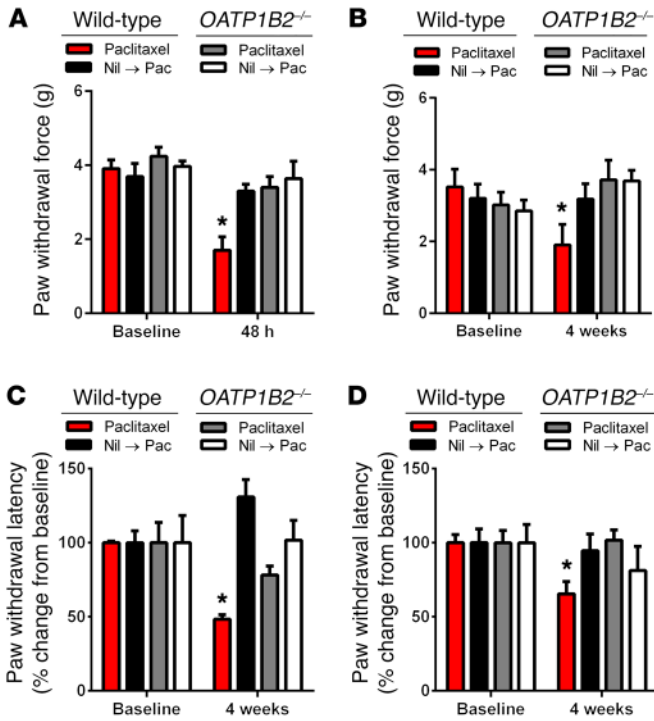 A
Wild-type OATP1B2–/–
Paclitaxel Paclitaxel
Nil → Pac Nil → Pac
Paw withdrawal force (g)
6
4
2
0
Baseline 48 h
*
B
Wild-type OATP1B2–/–
Paclitaxel Paclitaxel
Nil → Pac Nil → Pac
Paw withdrawal force (g)
6
4
2
0
Baseline 4 weeks
*
C
Wild-type OATP1B2–/–
Paclitaxel Paclitaxel
Nil → Pac Nil → Pac
Paw withdrawal latency
(% change from baseline)
150
100
50
0
Baseline 4 weeks
*
D
Wild-type OATP1B2–/–
Paclitaxel Paclitaxel
Nil → Pac Nil → Pac
Paw withdrawal latency
(% change from baseline)
150
100
50
0
Baseline 4 weeks
*